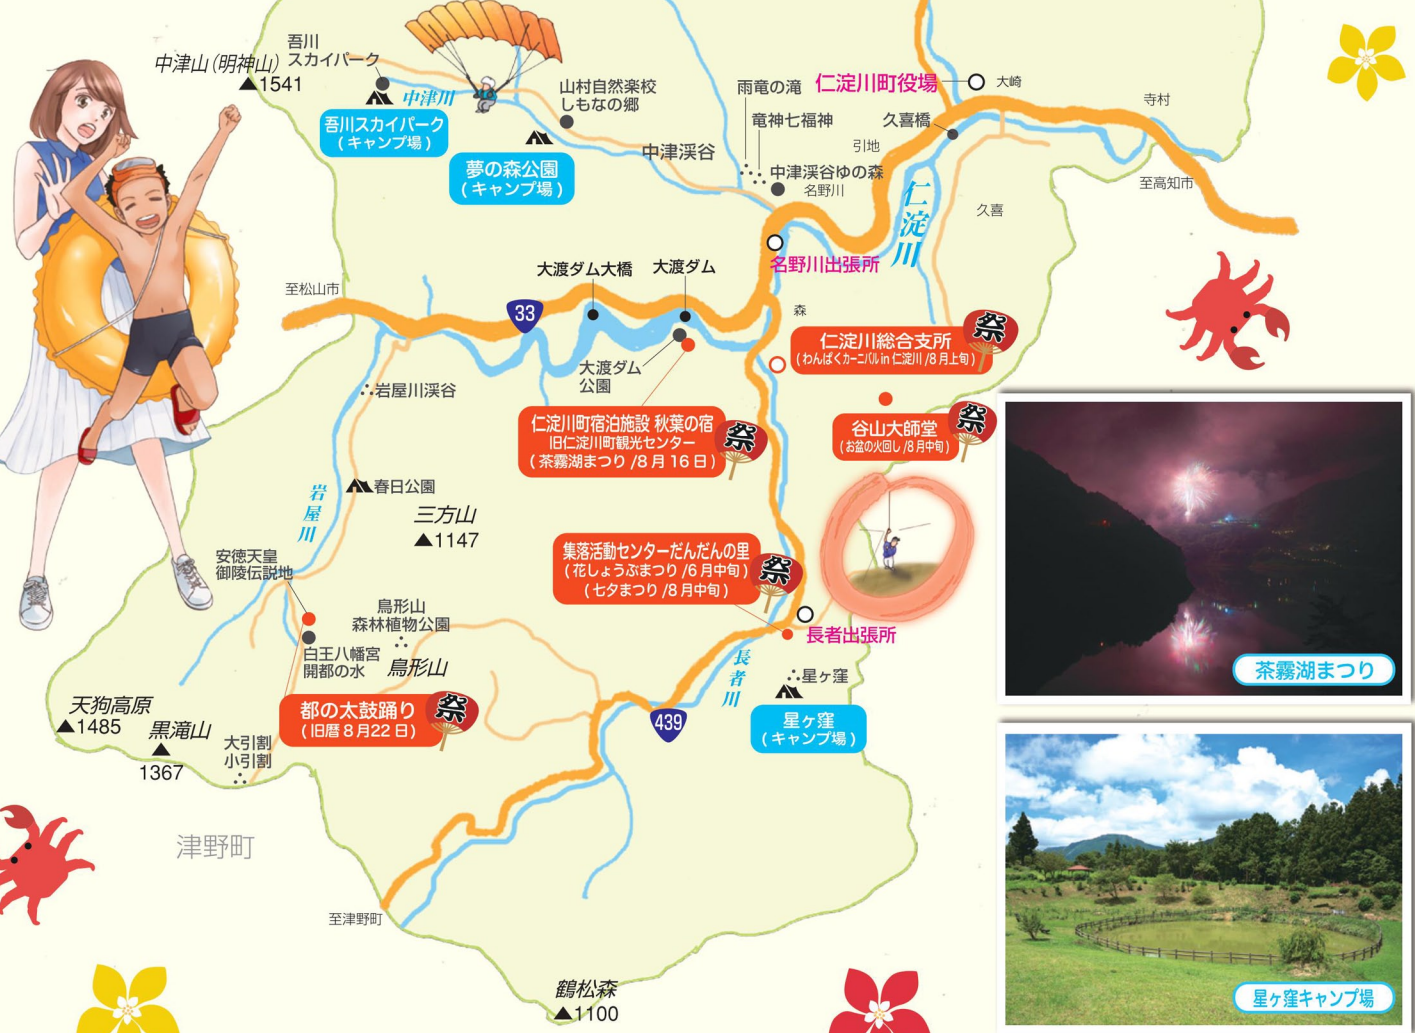 吾川
スカイパーク
中津山(明神山)
▲1541
中津川
吾川スカイパーク
(キャンプ場)
山村自然楽校
しもなの郷
夢の森公園
(キャンプ場)
中津渓谷
雨竜の滝
竜神七福神
中津渓谷ゆの森
名野川
仁淀川町役場
大崎
寺村
久喜橋
引地
至高知市
久喜
仁淀川
名野川出張所
至松山市
33
大渡ダム大橋
大渡ダム
森
大渡ダム
公園
仁淀川総合支所
(わんぱくカーニバル in 仁淀川/8月上旬)
祭
岩屋川渓谷
仁淀川町宿泊施設 秋葉の宿
旧仁淀川町観光センター
(茶霧湖まつり/8月16日)
祭
谷山大師堂
(お盆の火回し/8月中旬)
祭
岩屋川
春日公園
三方山
▲1147
集落活動センターだんだんの里
(花しょうぶまつり/6月中旬)
(七夕まつり/8月中旬)
祭
安徳天皇
御陵伝説地
鳥形山
森林植物公園
鳥形山
白王八幡宮
開都の水
長者出張所
長者川
星ヶ窪
星ヶ窪
(キャンプ場)
439
都の太鼓踊り
(旧暦8月22日)
祭
天狗高原
▲1485
黒滝山
▲
1367
大引割
小引割
津野町
至津野町
鶴松森
▲1100
茶霧湖まつり
星ヶ窪キャンプ場